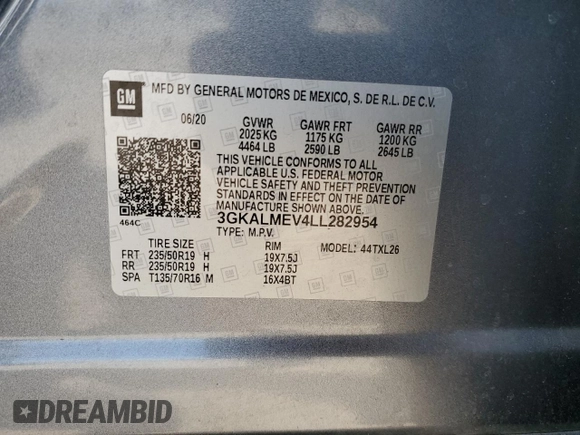 GM
MFD BY GENERAL MOTORS DE MEXICO, S. DE R.L. DE C.V.
06/20 GVWR GAWR FRT GAWR RR
2025 KG 1175 KG 1200 KG
4464 LB 2590 LB 2645 LB
THIS VEHICLE CONFORMS TO ALL
APPLICABLE U.S. FEDERAL MOTOR
VEHICLE SAFETY AND THEFT PREVENTION
STANDARDS IN EFFECT ON THE DATE OF
MANUFACTURE SHOWN ABOVE.
464C
3GKALMEV4LL282954
TYPE: M.P.V. MODEL: 44TXL26
TIRE SIZE RIM
FRT 235/50R19 H 19X7.5J
RR 235/50R19 H 19X7.5J
SPA T135/70R16 M 16X4BT
DREAMBID